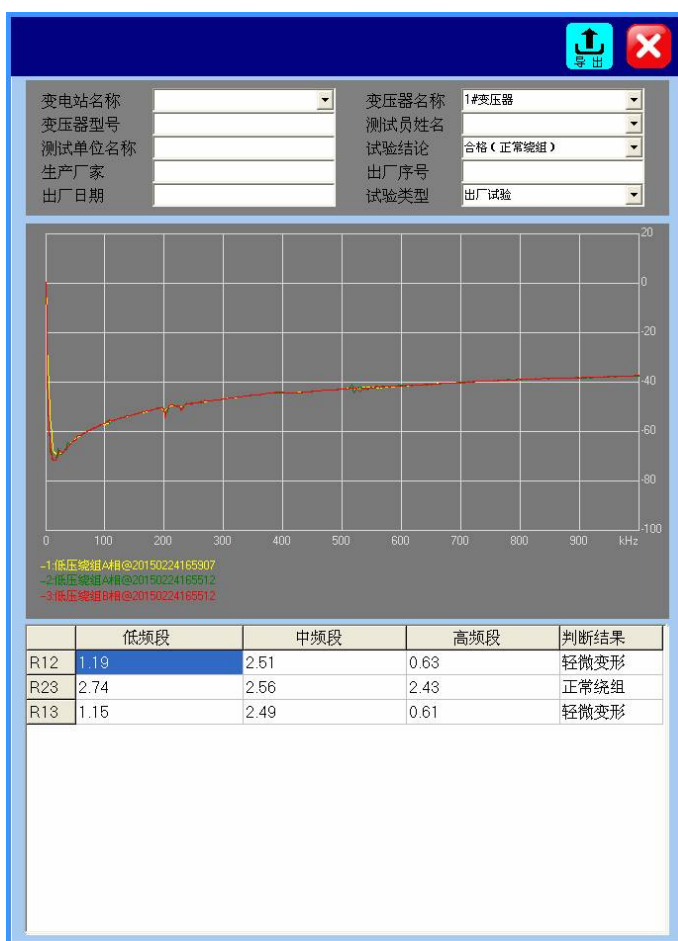 导出
变电站名称 变压器名称 1#变压器
变压器型号 测试员姓名
测试单位名称 试验结论 合格(正常绕组)
生产厂家 出厂序号
出厂日期 试验类型 出厂试验
20
0
-20
-40
-60
-80
-100
0 100 200 300 400 500 600 700 800 900 kHz
-1:低压绕组A相@20150224165907
-2:低压绕组A相@20150224165512
-3:低压绕组B相@20150224165512
低频段 中频段 高频段 判断结果
R12 1.19 2.51 0.63 轻微变形
R23 2.74 2.56 2.43 正常绕组
R13 1.15 2.49 0.61 轻微变形